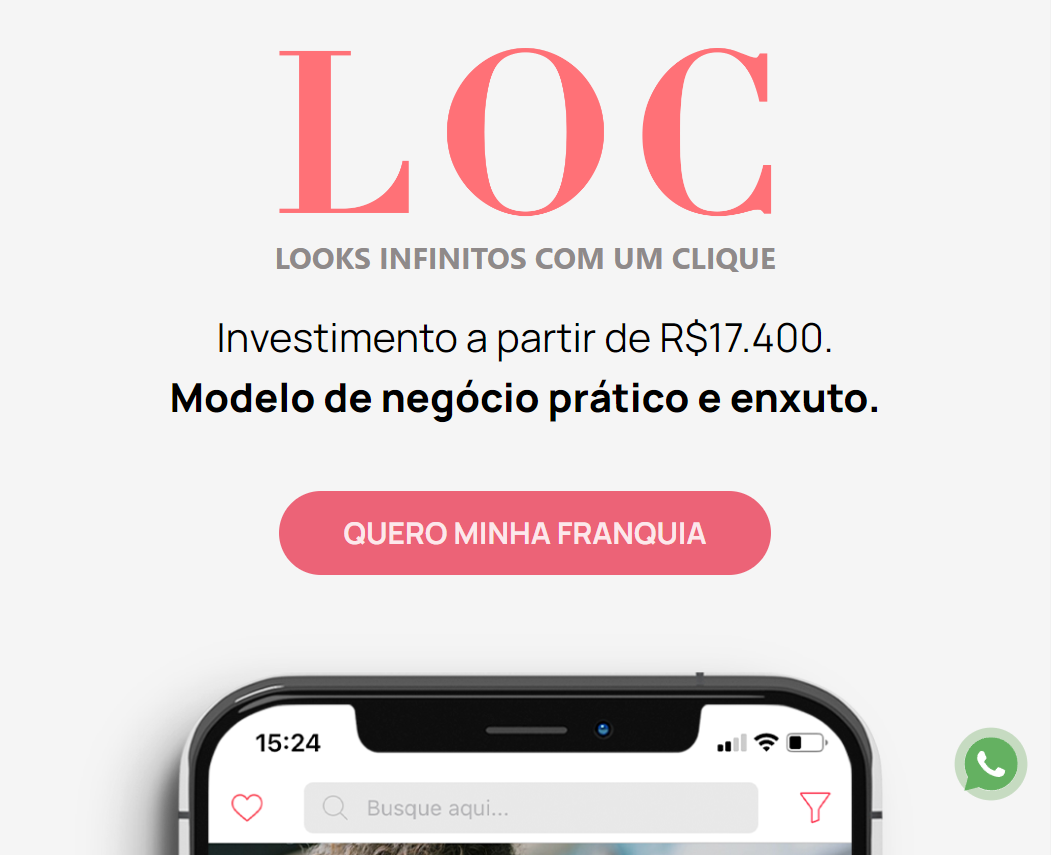 LOC
LOOKS INFINITOS COM UM CLIQUE
Investimento a partir de R$17.400.
Modelo de negócio prático e enxuto.
QUERO MINHA FRANQUIA
15:24
Busque aqui...